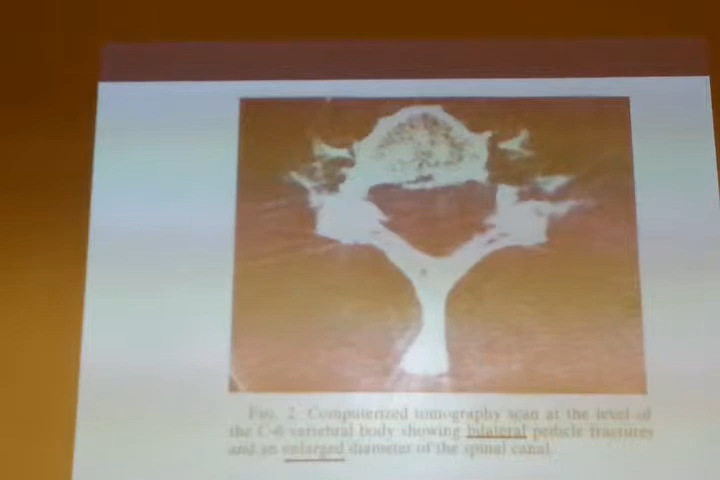 FIG. 2. Computerized tomography scan at the level of
the C-6 vertebral body showing bilateral pedicle fractures
and an enlarged diameter of the spinal canal.